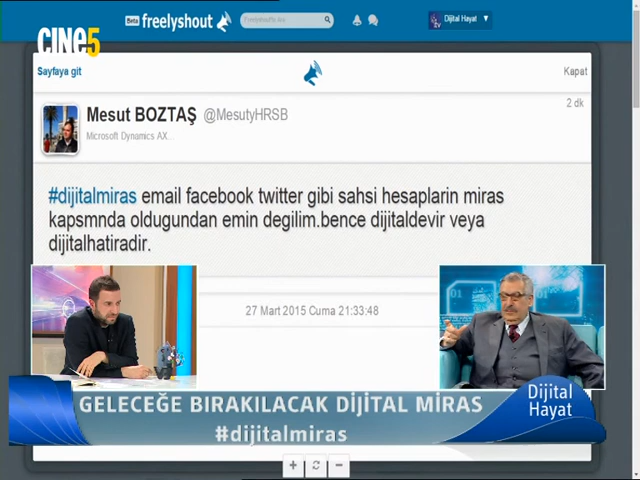 Beta freelyshout
Dijital Hayat
CINE5
Sayfaya git
Kapat
2 dk
Mesut BOZTAŞ @MesutyHRSB
Microsoft Dynamics AX...
#dijitalmiras email facebook twitter gibi sahsi hesaplarin miras
kapsmnda oldugundan emin degilim.bence dijitaldevir veya
dijitalhatiradir.
27 Mart 2015 Cuma 21:33:48
GELECEĞE BIRAKILACAK DİJİTAL MİRAS
#dijitalmiras
Dijital
Hayat